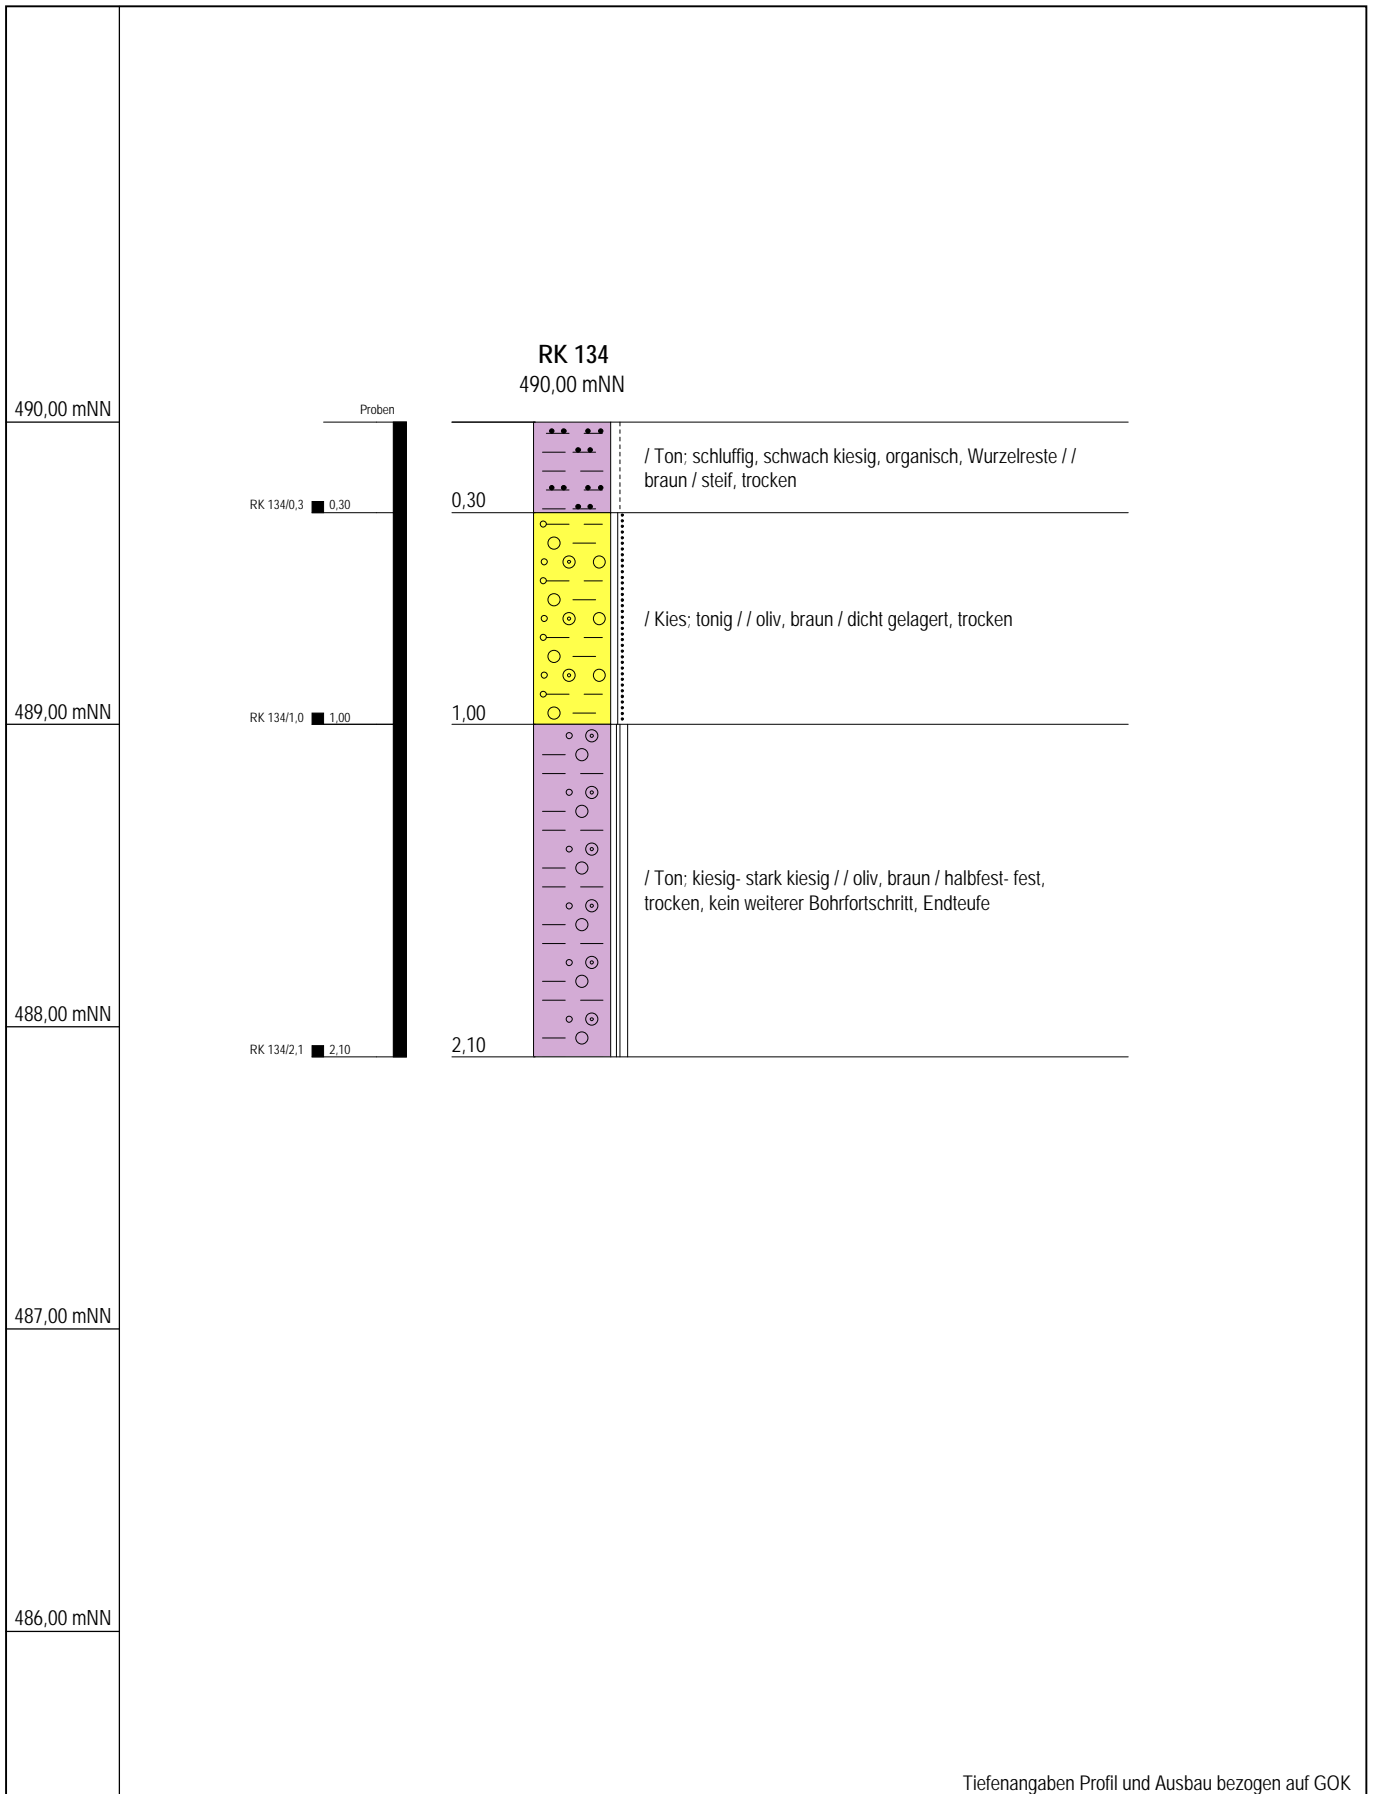 RK 134
490,00 mNN
490,00 mNN
Proben
/ Ton; schluffig, schwach kiesig, organisch, Wurzelreste / /
braun / steif, trocken
RK 134/0,3 0,30
0,30
/ Kies; tonig / / oliv, braun / dicht gelagert, trocken
489,00 mNN
RK 134/1,0 1,00
1,00
/ Ton; kiesig- stark kiesig / / oliv, braun / halbfest- fest,
trocken, kein weiterer Bohrfortschritt, Endteufe
488,00 mNN
RK 134/2,1 2,10
2,10
487,00 mNN
486,00 mNN
Tiefenangaben Profil und Ausbau bezogen auf GOK